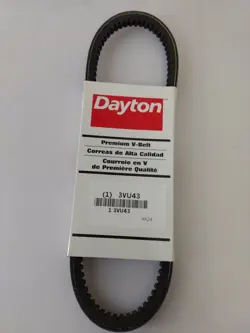 Dayton
Premium V-Belt
Correas de Alta Calidad
Courroie en V
de Première Qualité
(1) 3VU43
1 3VU43